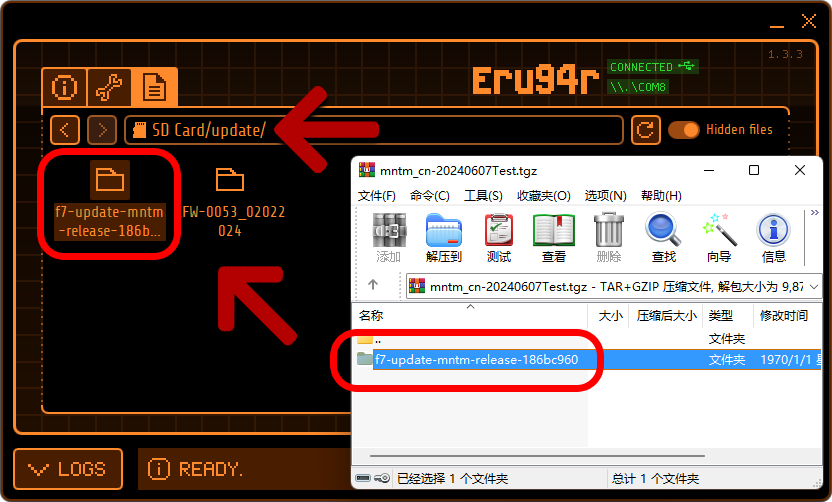 1.3.3
Eru94r
CONNECTED
\\.\COM8
SD Card/update/
Hidden files
f7-update-mntm
-release-186b...
FW-0053_02022
024
mntm_cn-20240607Test.tgz
文件(F) 命令(C) 工具(S) 收藏夹(O) 选项(N) 帮助(H)
添加 解压到 测试 查看 删除 查找 向导 信息
mntm_cn-20240607Test.tgz - TAR+GZIP 压缩文件, 解包大小为 9,87
名称 大小 压缩后大小 类型 修改时间
.. 文件夹
f7-update-mntm-release-186bc960 文件夹 1970/1/1 星
已经选择 1 个文件夹 总计 1 个文件夹
LOGS
READY.